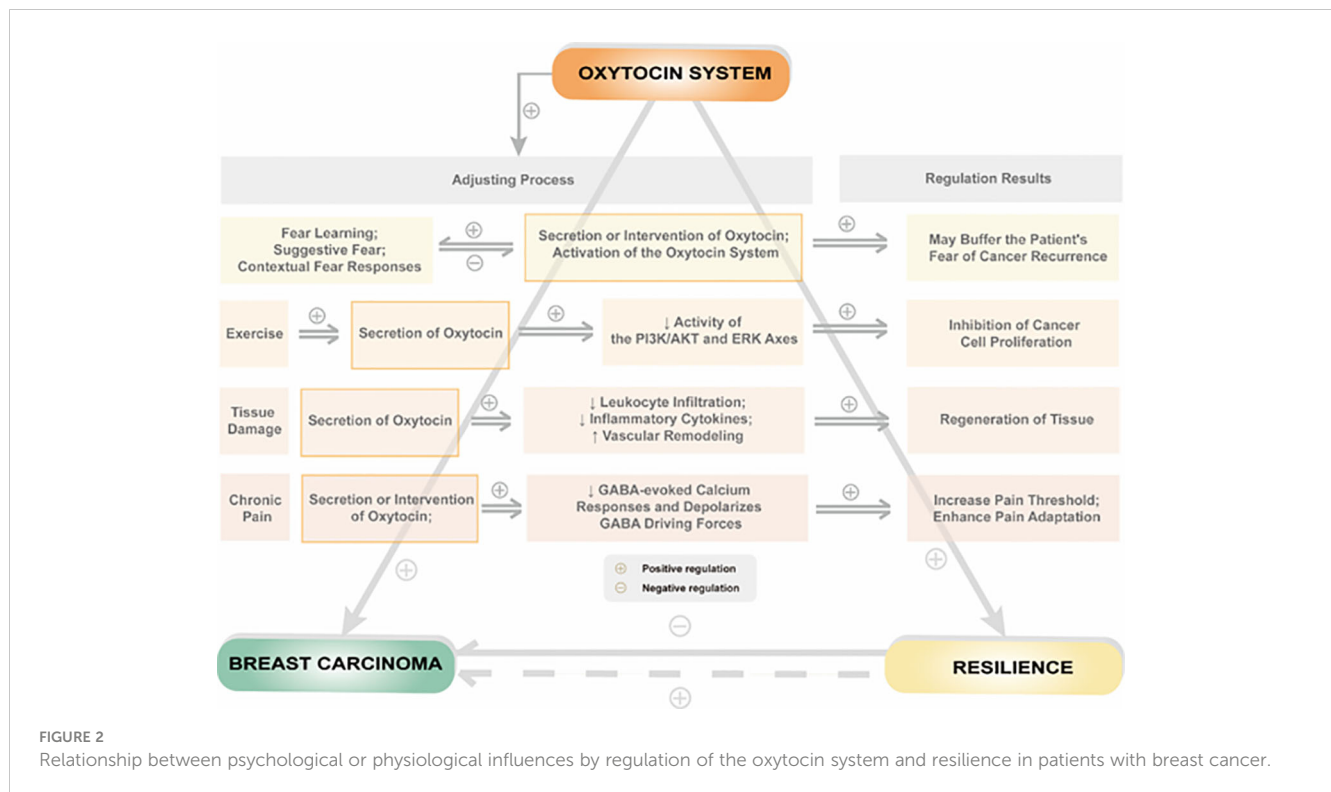 OXYTOCIN SYSTEM
⊕
Adjusting Process
Regulation Results
Fear Learning;
Suggestive Fear;
Contextual Fear Responses
⊕
⊖
Secretion or Intervention of Oxytocin;
Activation of the Oxytocin System
⊕
May Buffer the Patient's
Fear of Cancer Recurrence
Exercise
⊕
Secretion of Oxytocin
⊕
↓ Activity of
the PI3K/AKT and ERK Axes
⊕
Inhibition of Cancer
Cell Proliferation
Tissue
Damage
Secretion of Oxytocin
⊕
↓ Leukocyte Infiltration;
↓ Inflammatory Cytokines;
↑ Vascular Remodeling
⊕
Regeneration of Tissue
Chronic
Pain
Secretion or Intervention
of Oxytocin;
⊕
↓ GABA-evoked Calcium
Responses and Depolarizes
GABA Driving Forces
⊕
Increase Pain Threshold;
Enhance Pain Adaptation
⊕
⊕ Positive regulation
⊖ Negative regulation
⊕
⊖
BREAST CARCINOMA
RESILIENCE
⊕
FIGURE 2
Relationship between psychological or physiological influences by regulation of the oxytocin system and resilience in patients with breast cancer.